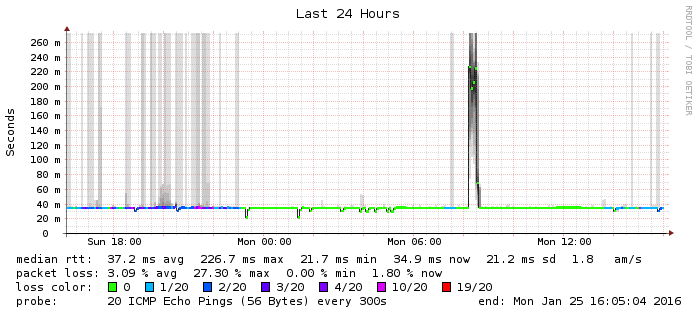 Last 24 Hours
RRDTOOL / TOBI OETIKER
Seconds
260 m
240 m
220 m
200 m
180 m
160 m
140 m
120 m
100 m
80 m
60 m
40 m
20 m
0
Sun 18:00 Mon 00:00 Mon 06:00 Mon 12:00
median rtt: 37.2 ms avg 226.7 ms max 21.7 ms min 34.9 ms now 21.2 ms sd 1.8 am/s
packet loss: 3.09 % avg 27.30 % max 0.00 % min 1.80 % now
loss color: 0 1/20 2/20 3/20 4/20 10/20 19/20
probe: 20 ICMP Echo Pings (56 Bytes) every 300s end: Mon Jan 25 16:05:04 2016